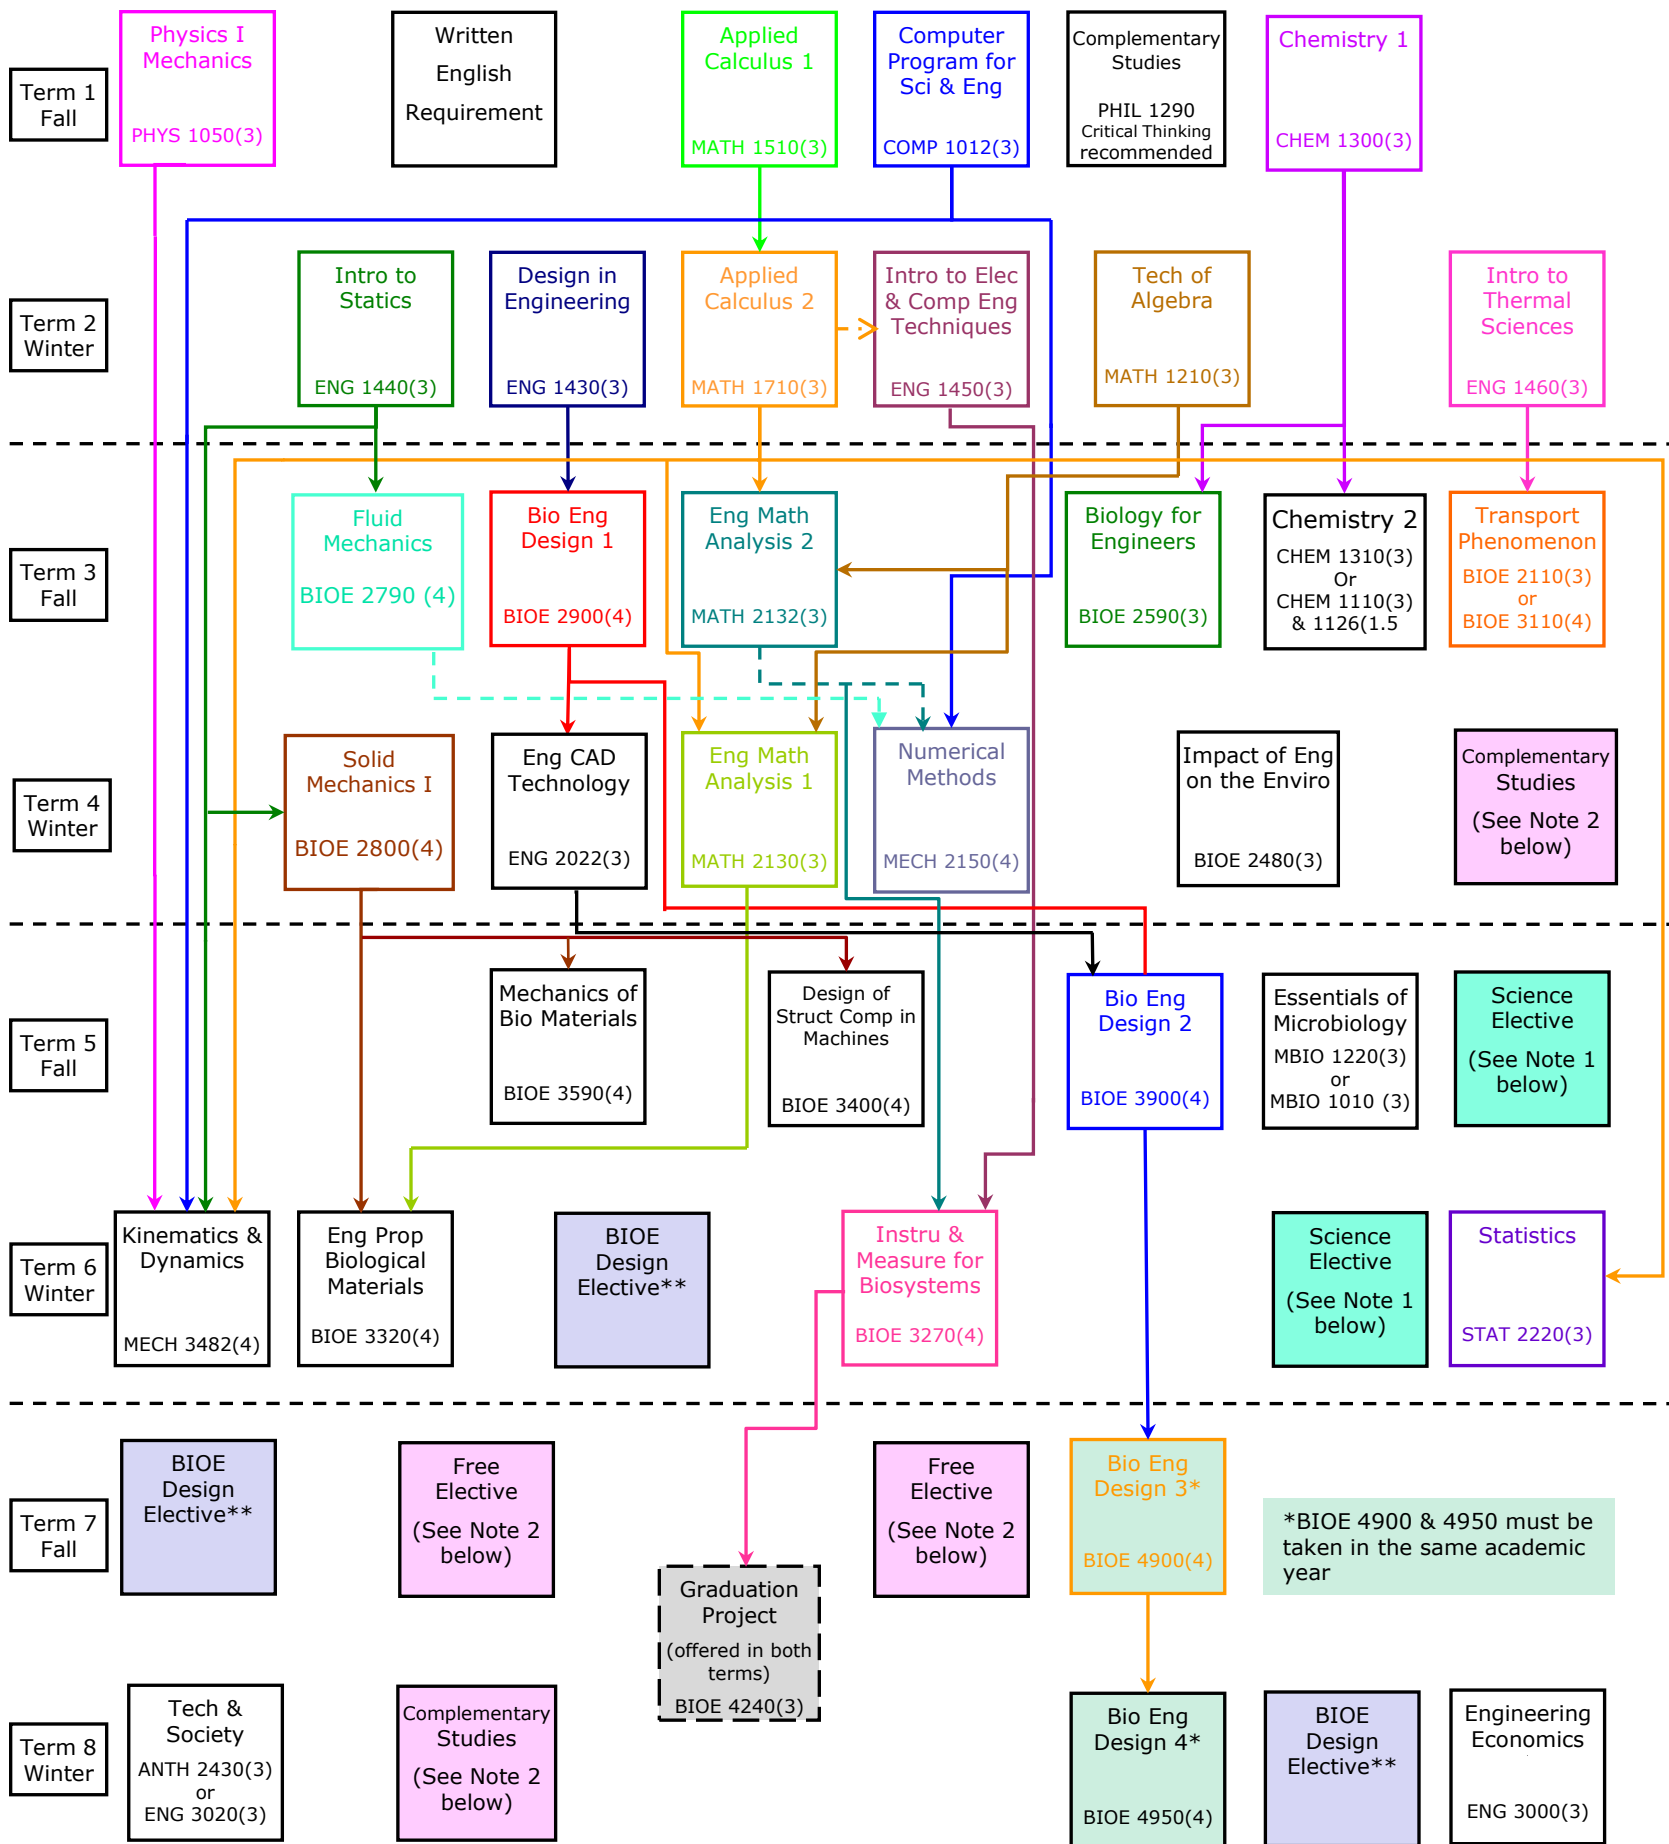 Term 1
Fall
Physics I
Mechanics
PHYS 1050(3)
Written
English
Requirement
Applied
Calculus 1
MATH 1510(3)
Computer
Program for
Sci & Eng
COMP 1012(3)
Complementary
Studies
PHIL 1290
Critical Thinking
recommended
Chemistry 1
CHEM 1300(3)
Term 2
Winter
Intro to
Statics
ENG 1440(3)
Design in
Engineering
ENG 1430(3)
Applied
Calculus 2
MATH 1710(3)
Intro to Elec
& Comp Eng
Techniques
ENG 1450(3)
Tech of
Algebra
MATH 1210(3)
Intro to
Thermal
Sciences
ENG 1460(3)
Term 3
Fall
Fluid
Mechanics
BIOE 2790 (4)
Bio Eng
Design 1
BIOE 2900(4)
Eng Math
Analysis 2
MATH 2132(3)
Biology for
Engineers
BIOE 2590(3)
Chemistry 2
CHEM 1310(3)
Or
CHEM 1110(3)
& 1126(1.5
Transport
Phenomenon
BIOE 2110(3)
or
BIOE 3110(4)
Term 4
Winter
Solid
Mechanics I
BIOE 2800(4)
Eng CAD
Technology
ENG 2022(3)
Eng Math
Analysis 1
MATH 2130(3)
Numerical
Methods
MECH 2150(4)
Impact of Eng
on the Enviro
BIOE 2480(3)
Complementary
Studies
(See Note 2
below)
Term 5
Fall
Mechanics of
Bio Materials
BIOE 3590(4)
Design of
Struct Comp in
Machines
BIOE 3400(4)
Bio Eng
Design 2
BIOE 3900(4)
Essentials of
Microbiology
MBIO 1220(3)
or
MBIO 1010 (3)
Science
Elective
(See Note 1
below)
Term 6
Winter
Kinematics &
Dynamics
MECH 3482(4)
Eng Prop
Biological
Materials
BIOE 3320(4)
BIOE
Design
Elective**
Instru &
Measure for
Biosystems
BIOE 3270(4)
Science
Elective
(See Note 1
below)
Statistics
STAT 2220(3)
Term 7
Fall
BIOE
Design
Elective**
Free
Elective
(See Note 2
below)
Graduation
Project
(offered in both
terms)
BIOE 4240(3)
Free
Elective
(See Note 2
below)
Bio Eng
Design 3*
BIOE 4900(4)
*BIOE 4900 & 4950 must be
taken in the same academic
year
Term 8
Winter
Tech &
Society
ANTH 2430(3)
or
ENG 3020(3)
Complementary
Studies
(See Note 2
below)
Bio Eng
Design 4*
BIOE 4950(4)
BIOE
Design
Elective**
Engineering
Economics
ENG 3000(3)